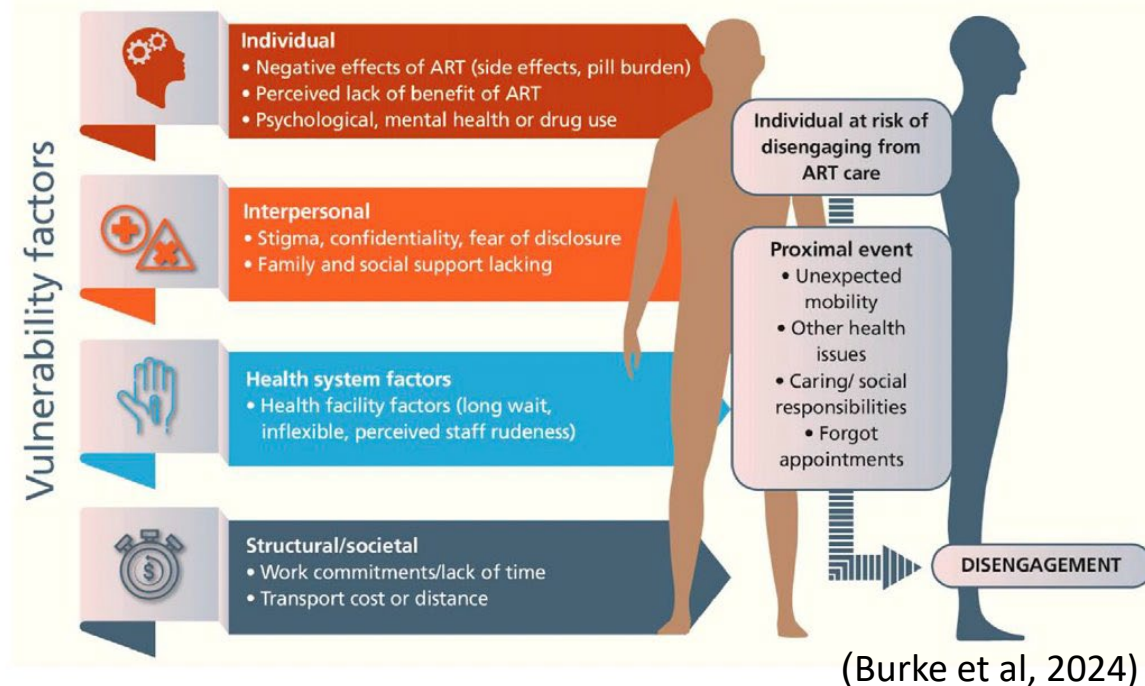 Vulnerability factors
Individual
• Negative effects of ART (side effects, pill burden)
• Perceived lack of benefit of ART
• Psychological, mental health or drug use
Interpersonal
• Stigma, confidentiality, fear of disclosure
• Family and social support lacking
Health system factors
• Health facility factors (long wait,
inflexible, perceived staff rudeness)
$
Structural/societal
• Work commitments/lack of time
• Transport cost or distance
Individual at risk of
disengaging from
ART care
Proximal event
• Unexpected
mobility
• Other health
issues
• Caring/ social
responsibilities
• Forgot
appointments
DISENGAGEMENT
(Burke et al, 2024)